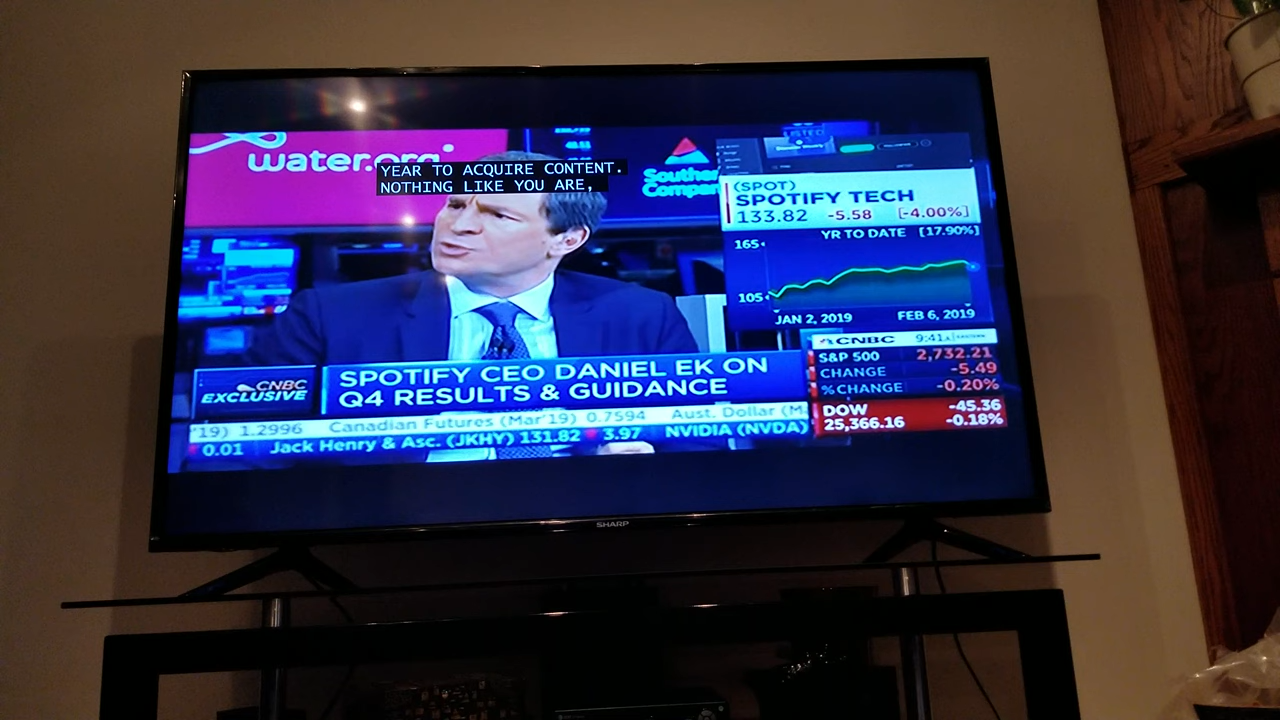 water.org
YEAR TO ACQUIRE CONTENT.
NOTHING LIKE YOU ARE,
Southern
Company
LISTED
(SPOT)
SPOTIFY TECH
133.82 -5.58 [-4.00%]
YR TO DATE [17.90%]
165
105
JAN 2, 2019 FEB 6, 2019
CNBC 9:41A EASTERN
S&P 500 2,732.21
CHANGE -5.49
%CHANGE -0.20%
DOW -45.36
25,366.16 -0.18%
CNBC
EXCLUSIVE
SPOTIFY CEO DANIEL EK ON
Q4 RESULTS & GUIDANCE
'19) 1.2996 Canadian Futures (Mar'19) 0.7594 Aust. Dollar (M
0.01 Jack Henry & Asc. (JKHY) 131.82 3.97 NVIDIA (NVDA)
SHARP